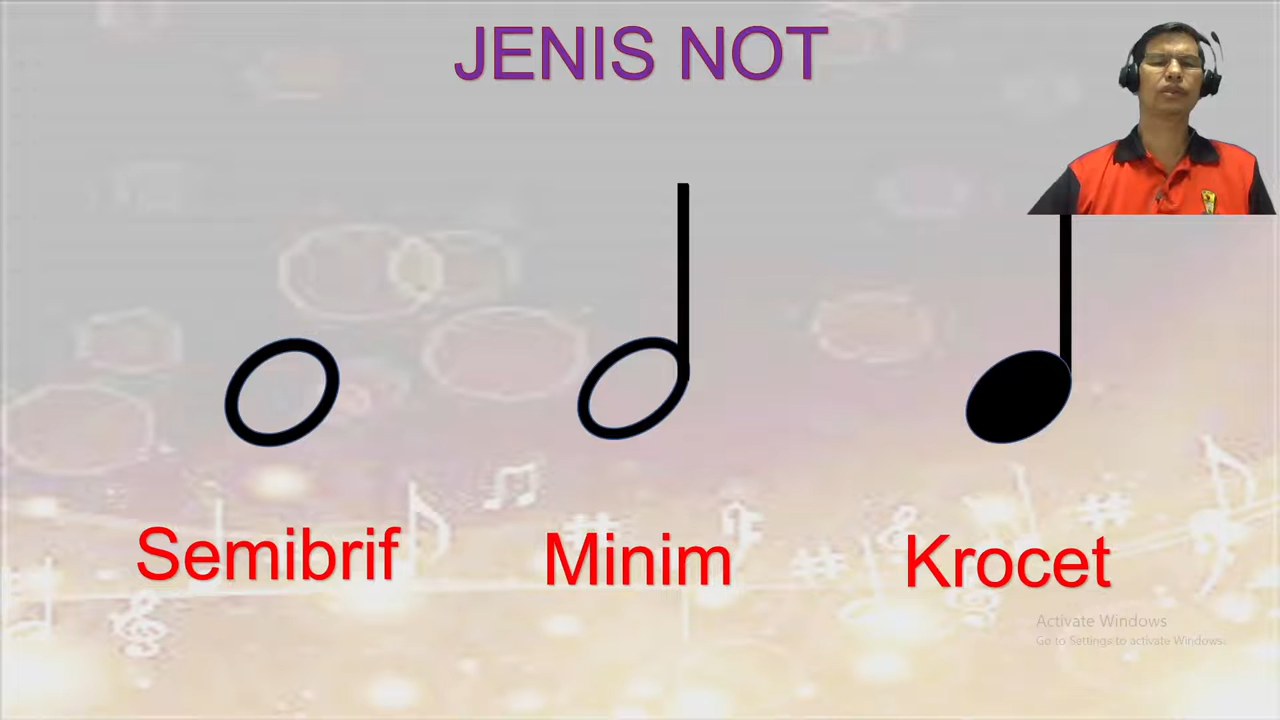 JENIS NOT
Semibrif
Minim
Krocet
Activate Windows
Go to Settings to activate Windows.